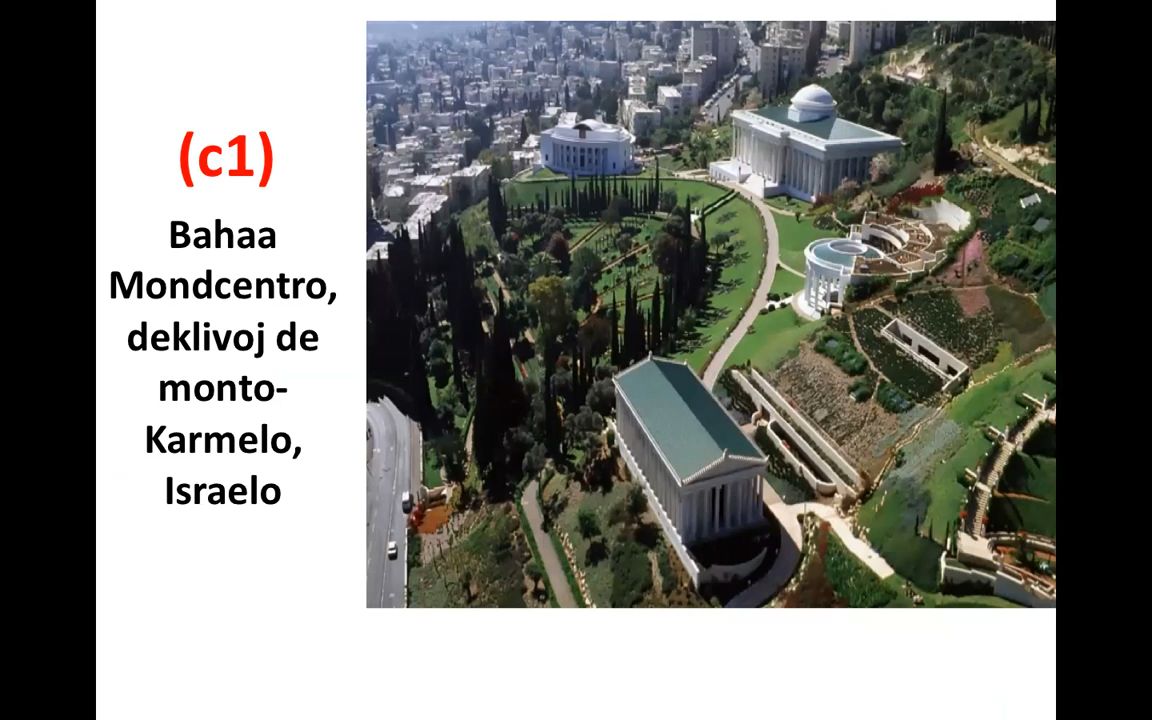 (c1)
Bahaa
Mondcentro,
deklivoj de
monto-
Karmelo,
Israelo